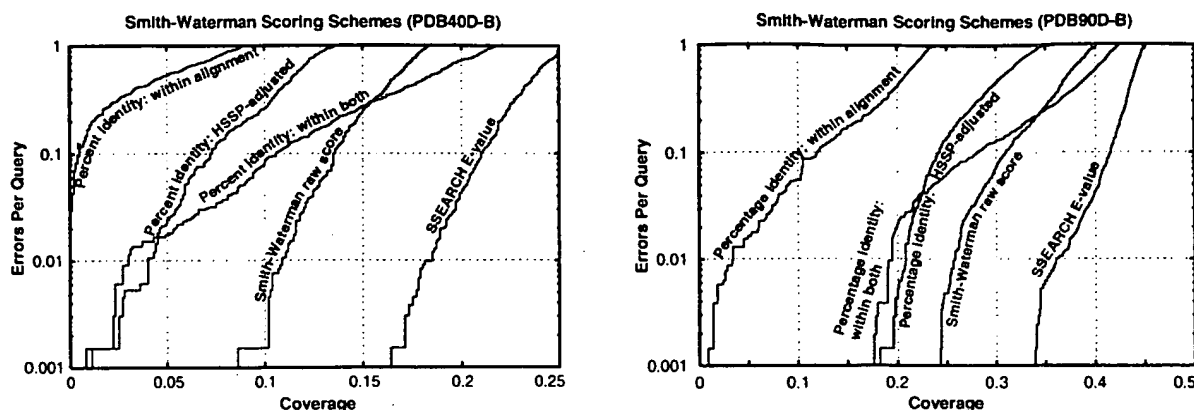 Smith-Waterman Scoring Schemes (PDB40D-B)
Errors Per Query
1
0.1
0.01
0.001
Percent Identity: within alignment
Percent Identity: HSSP-adjusted
Percent Identity: within both
Smith-Waterman raw score
SSEARCH E-value
0
0.05
0.1
0.15
0.2
0.25
Coverage
Smith-Waterman Scoring Schemes (PDB90D-B)
Errors Per Query
1
0.1
0.01
0.001
Percentage Identity: within alignment
Percentage Identity:
within both
Percentage Identity: HSSP-adjusted
Smith-Waterman raw score
SSEARCH E-value
0
0.1
0.2
0.3
0.4
0.5
Coverage